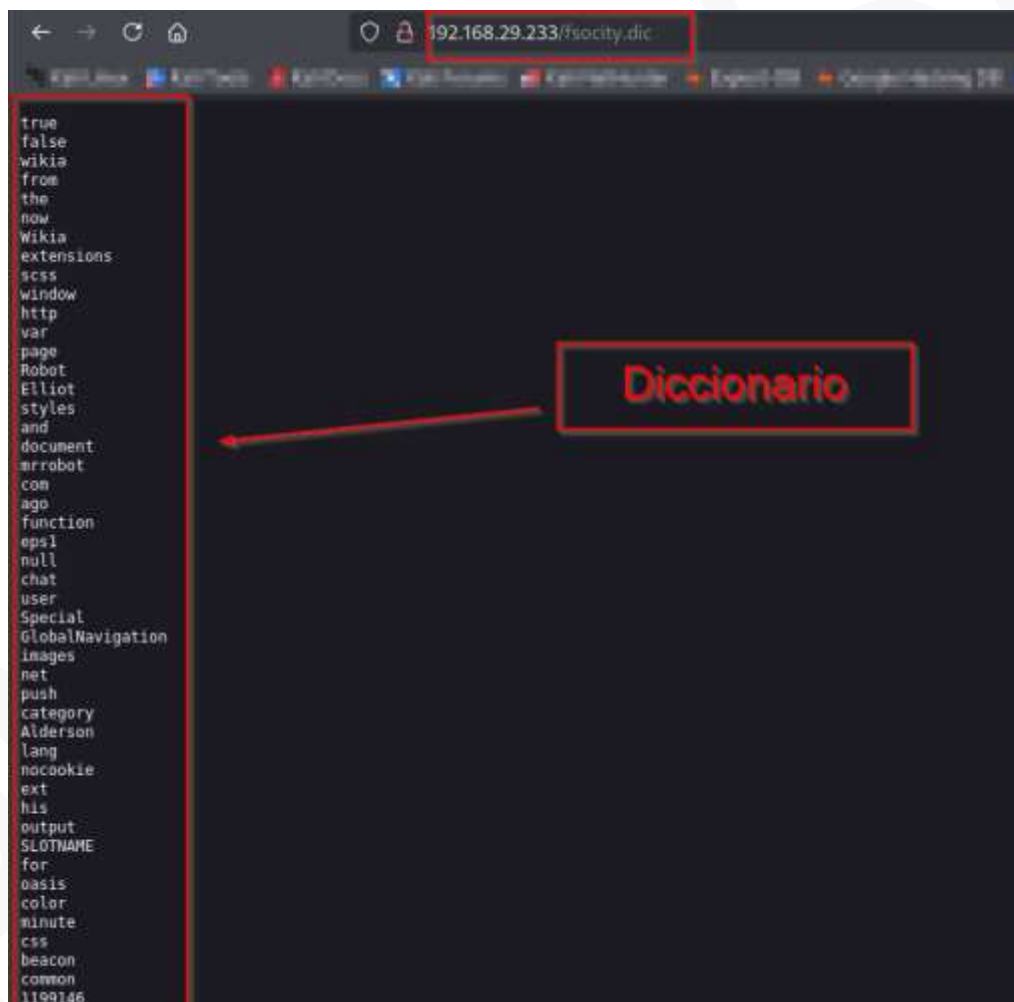 192.168.29.233/fsocity.dic
true
false
wikia
from
the
now
Wikia
extensions
scss
window
http
var
page
Robot
Elliot
styles
and
document
mrrobot
com
ago
function
eps1
null
chat
user
Special
GlobalNavigation
images
net
push
category
Alderson
lang
nocookie
ext
his
output
SLOTNAME
for
oasis
color
minute
css
beacon
common
1199146
Diccionario